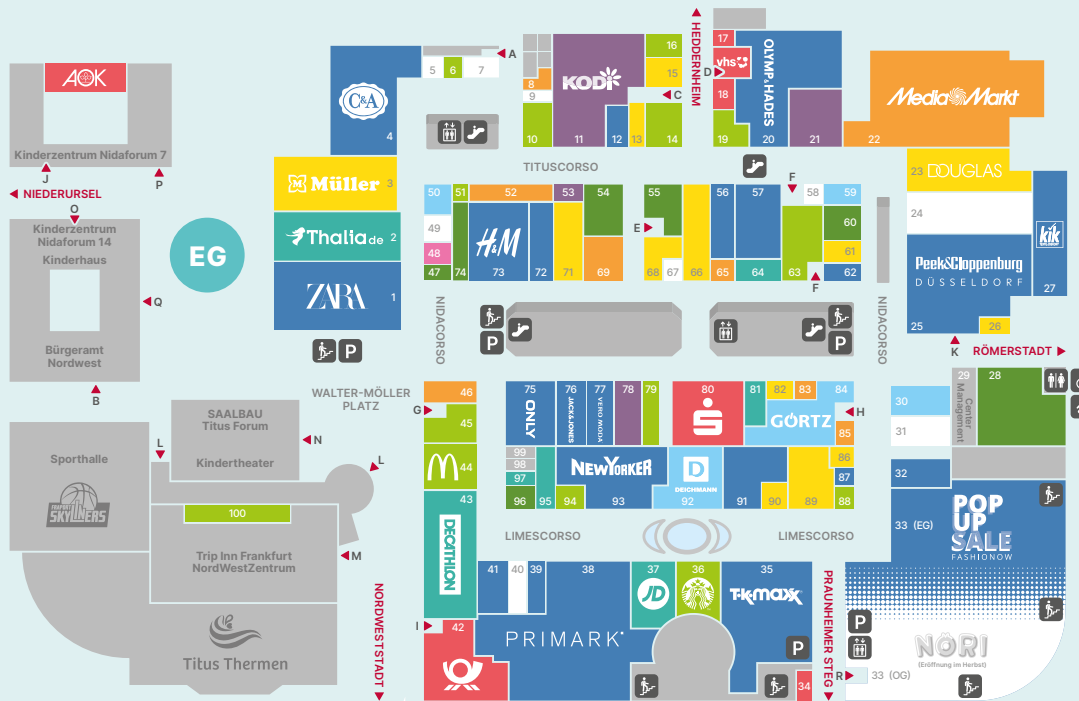 AOK
Kinderzentrum Nidaforum 7
J
P
NIEDERURSEL
O
Kinderzentrum
Nidaforum 14
Kinderhaus
Bürgeramt
Nordwest
Q
B
EG
C&A
4
Müller
3
Thalia.de
2
ZARA
1
P
5
6
7
A
8
9
10
KODi
11
12
13
14
15
16
C
HEDDERNHEIM
17
vhs
D
18
19
OLYMP&HADES
20
21
MediaMarkt
22
23
DOUGLAS
24
Peek&Cloppenburg
DÜSSELDORF
25
26
kik
27
K
RÖMERSTADT
TITUSCORSO
50
51
52
53
54
49
48
47
74
H&M
73
72
71
69
55
E
68
67
66
56
57
65
64
F
58
59
60
61
62
63
F
NIDACORSO
P
P
NIDACORSO
WALTER-MÖLLER
PLATZ
G
46
45
44
43
DECATHLON
I
42
75
ONLY
76
JACK&JONES
77
VERO MODA
78
79
80
81
82
83
84
GÖRTZ
H
85
99
98
97
96
95
94
NEWYORKER
93
D
DEICHMANN
92
91
90
89
86
87
88
LIMESCORSO
LIMESCORSO
41
40
39
38
PRIMARK
37
JD
36
35
TK maxx
P
34
PRAUNHEIMER STEG
R
33 (OG)
30
31
29
Center
Management
28
32
33 (EG)
POP
UP
SALE
FASHIONOW
P
NŌRI
(Eröffnung im Herbst)
SAALBAU
Titus Forum
Kindertheater
N
L
L
Sporthalle
FRAPORT
SKYLINERS
100
Trip Inn Frankfurt
NordWestZentrum
M
Titus Thermen
NORDWESTSTADT